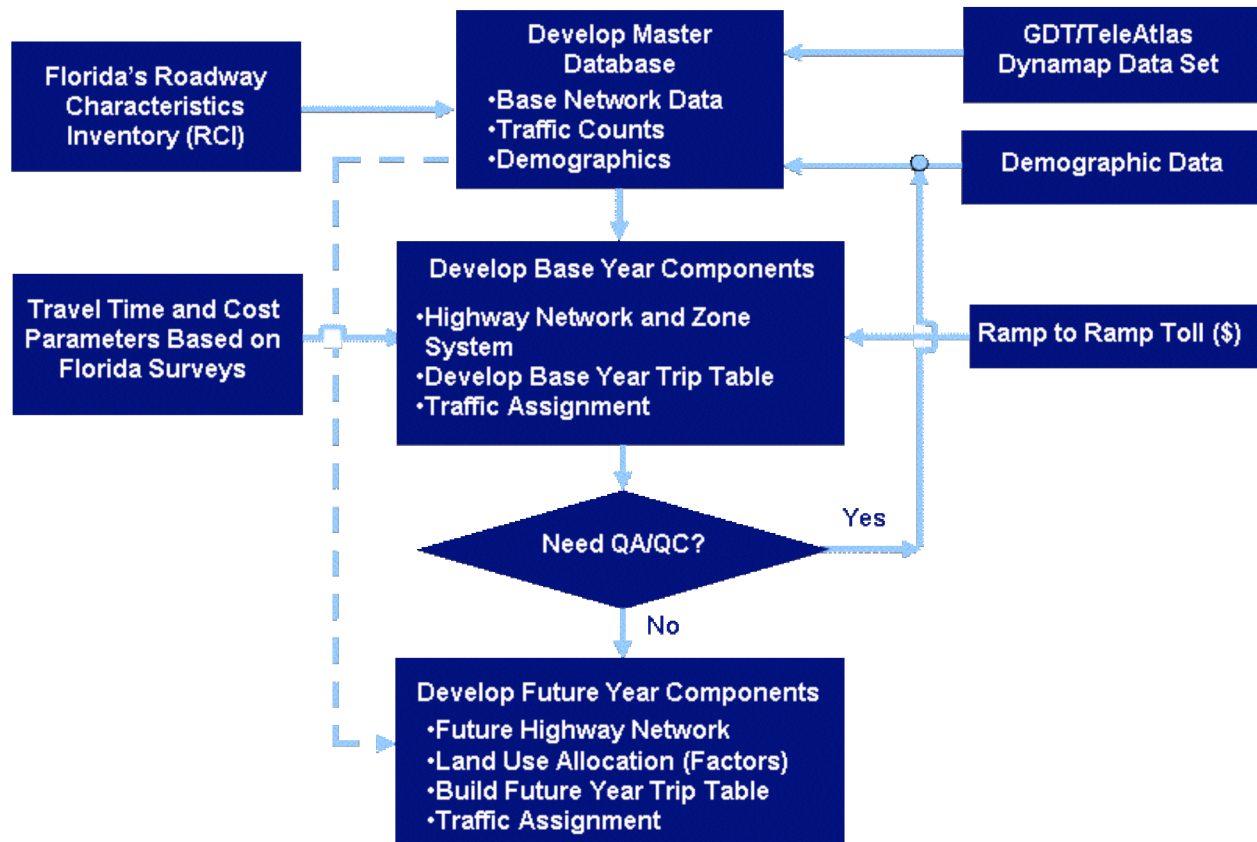 Develop Master
Database
•Base Network Data
•Traffic Counts
•Demographics
GDT/TeleAtlas
Dynamap Data Set
Florida's Roadway
Characteristics
Inventory (RCI)
Demographic Data
Develop Base Year Components
•Highway Network and Zone
System
•Develop Base Year Trip Table
•Traffic Assignment
Travel Time and Cost
Parameters Based on
Florida Surveys
Ramp to Ramp Toll ($)
Need QA/QC?
Yes
No
Develop Future Year Components
•Future Highway Network
•Land Use Allocation (Factors)
•Build Future Year Trip Table
•Traffic Assignment